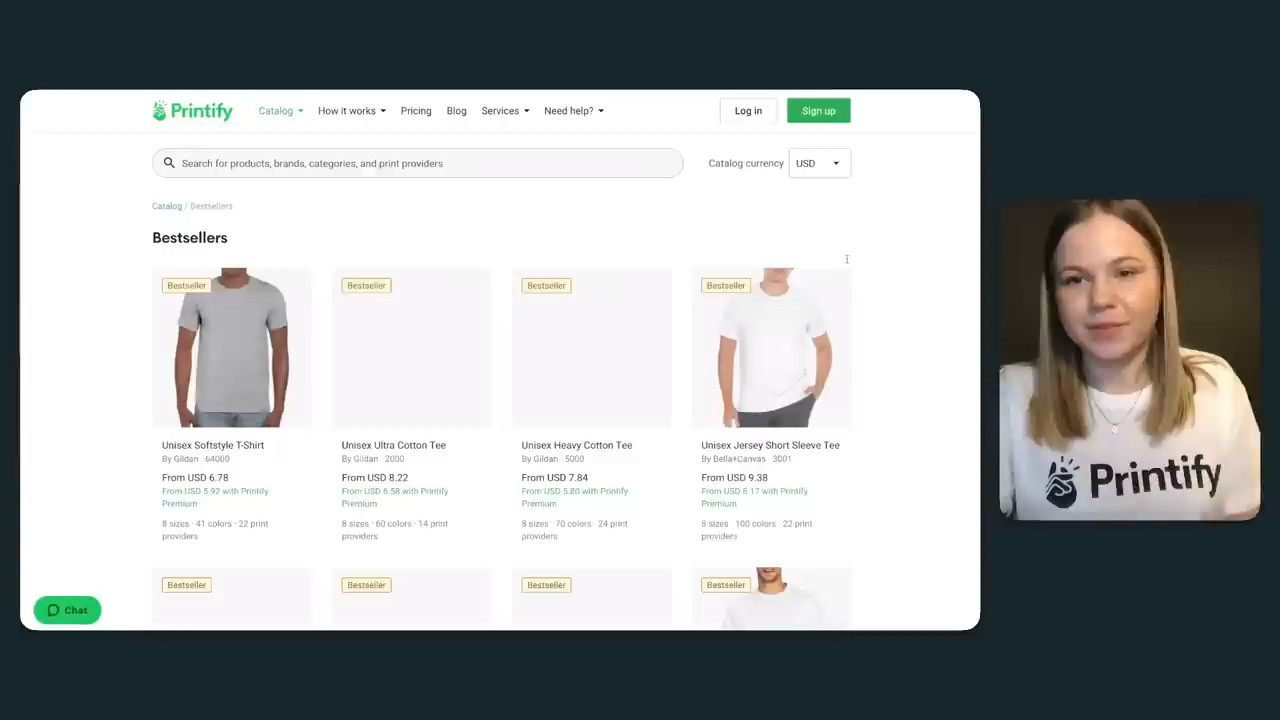 Printify
Catalog
How it works
Pricing
Blog
Services
Need help?
Log in
Sign up
Search for products, brands, categories, and print providers
Catalog currency
USD
Catalog / Bestsellers
Bestsellers
Bestseller
Bestseller
Bestseller
Bestseller
Unisex Softstyle T-Shirt
By Gildan 64000
From USD 6.78
From USD 5.92 with Printify
Premium
8 sizes · 41 colors · 22 print
providers
Unisex Ultra Cotton Tee
By Gildan 2000
From USD 8.22
From USD 6.58 with Printify
Premium
8 sizes · 60 colors · 14 print
providers
Unisex Heavy Cotton Tee
By Gildan 5000
From USD 7.84
From USD 5.80 with Printify
Premium
8 sizes 70 colors · 24 print
providers
Unisex Jersey Short Sleeve Tee
By Bella+Canvas 3001
From USD 9.38
From USD 8.17 with Printify
Premium
8 sizes 100 colors · 22 print
providers
Bestseller
Bestseller
Bestseller
Bestseller
Chat
Printify